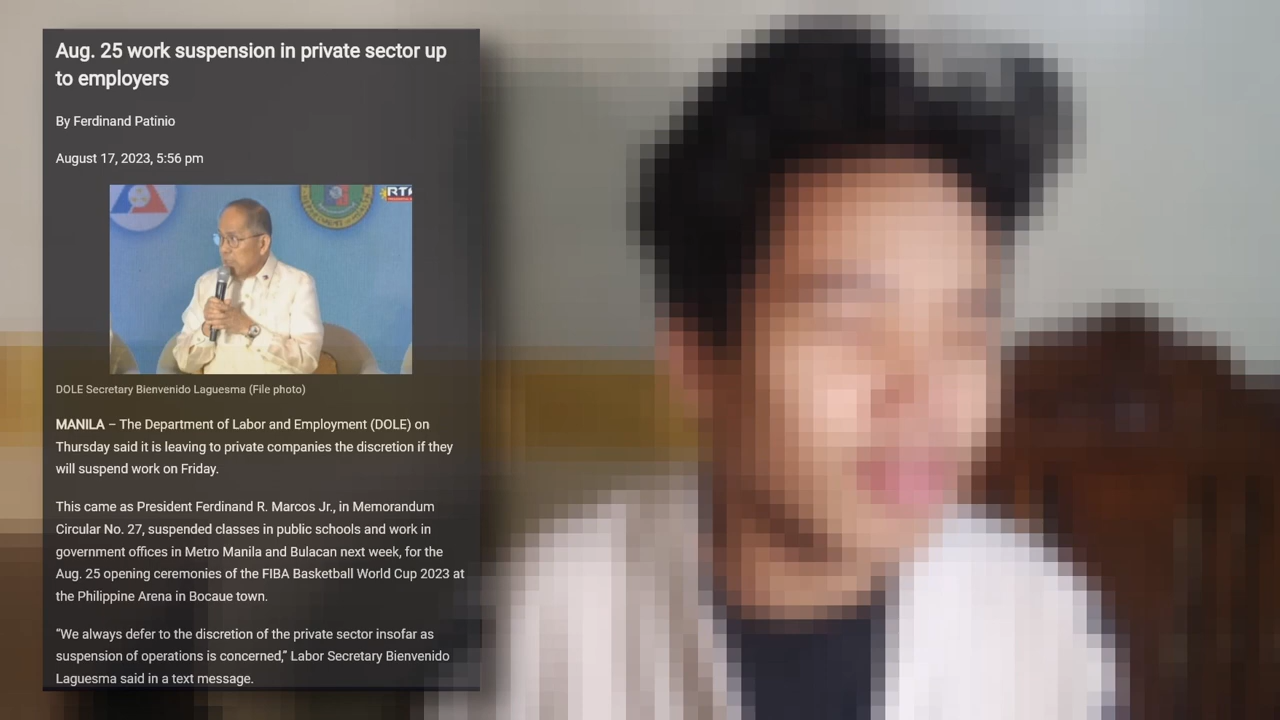 Aug. 25 work suspension in private sector up
to employers
By Ferdinand Patinio
August 17, 2023, 5:56 pm
RT
DOLE Secretary Bienvenido Laguesma (File photo)
MANILA – The Department of Labor and Employment (DOLE) on
Thursday said it is leaving to private companies the discretion if they
will suspend work on Friday.
This came as President Ferdinand R. Marcos Jr., in Memorandum
Circular No. 27, suspended classes in public schools and work in
government offices in Metro Manila and Bulacan next week, for the
Aug. 25 opening ceremonies of the FIBA Basketball World Cup 2023 at
the Philippine Arena in Bocaue town.
“We always defer to the discretion of the private sector insofar as
suspension of operations is concerned,” Labor Secretary Bienvenido
Laguesma said in a text message.